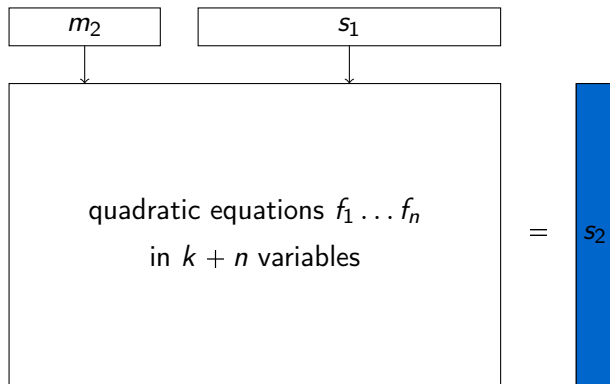 m₂ s₁
quadratic equations f₁ … fₙ
in k + n variables
= s₂